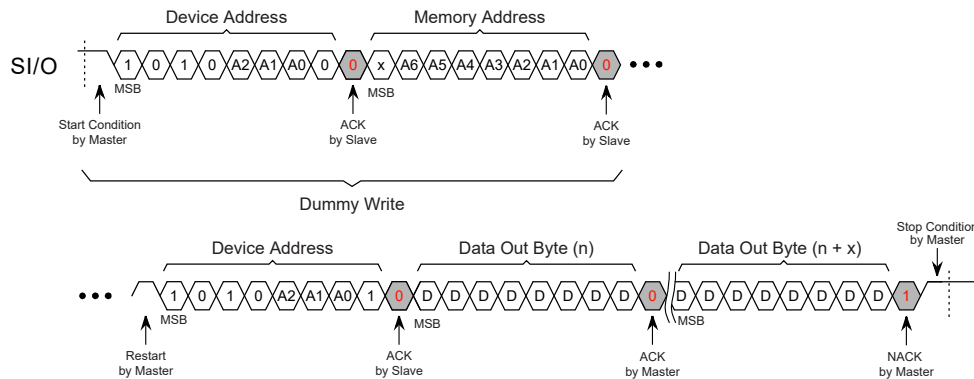 Device Address Memory Address
SI/O 1 0 1 0 A2 A1 A0 0 0 x A6 A5 A4 A3 A2 A1 A0 0 •••
MSB MSB
Start Condition
by Master
ACK
by Slave
ACK
by Slave
Dummy Write
Stop Condition
by Master
Device Address Data Out Byte (n) Data Out Byte (n + x)
••• 1 0 1 0 A2 A1 A0 1 0 D D D D D D D D 0 D D D D D D D D 1
MSB MSB MSB
Restart
by Master
ACK
by Slave
ACK
by Master
NACK
by Master